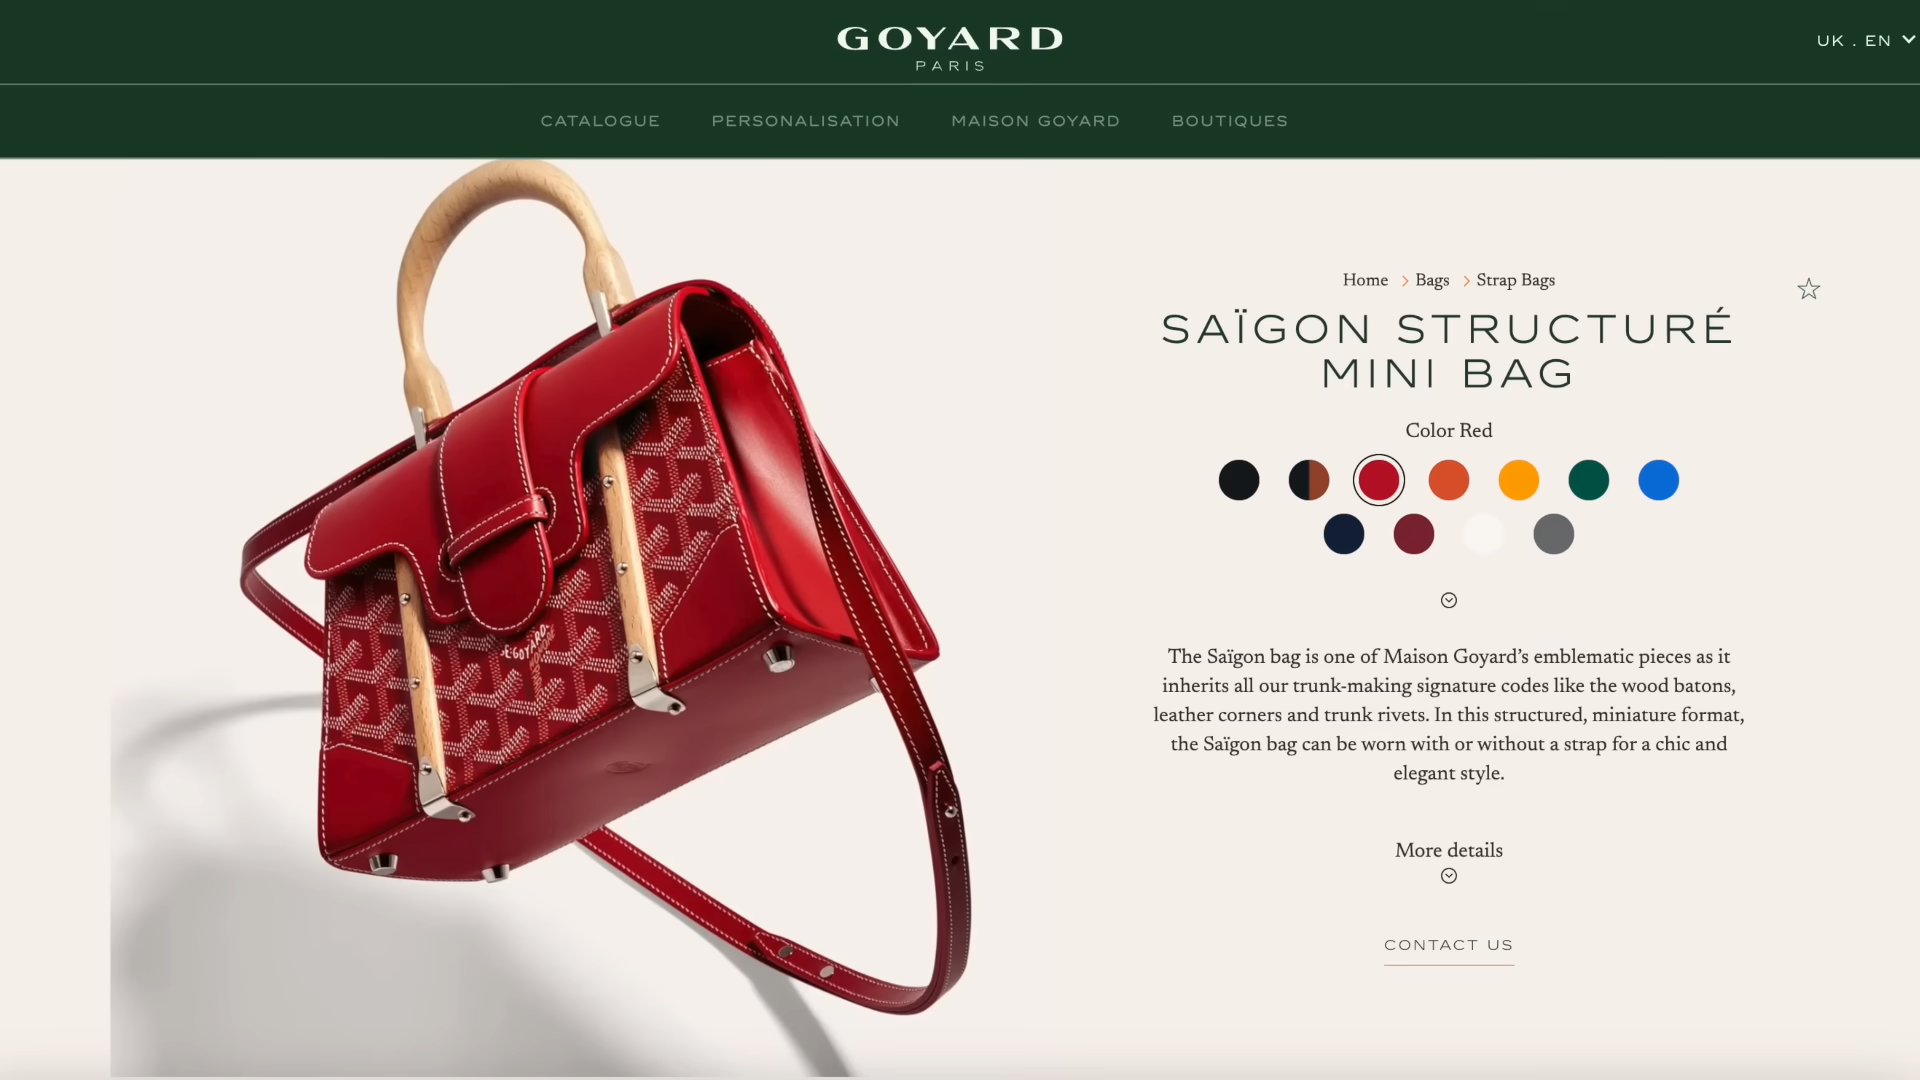 GOYARD
PARIS
UK . EN
CATALOGUE PERSONALISATION MAISON GOYARD BOUTIQUES
Home Bags Strap Bags
SAÏGON STRUCTURÉ
MINI BAG
Color Red
The Saïgon bag is one of Maison Goyard’s emblematic pieces as it
inherits all our trunk-making signature codes like the wood batons,
leather corners and trunk rivets. In this structured, miniature format,
the Saïgon bag can be worn with or without a strap for a chic and
elegant style.
More details
CONTACT US
E.GOYARD